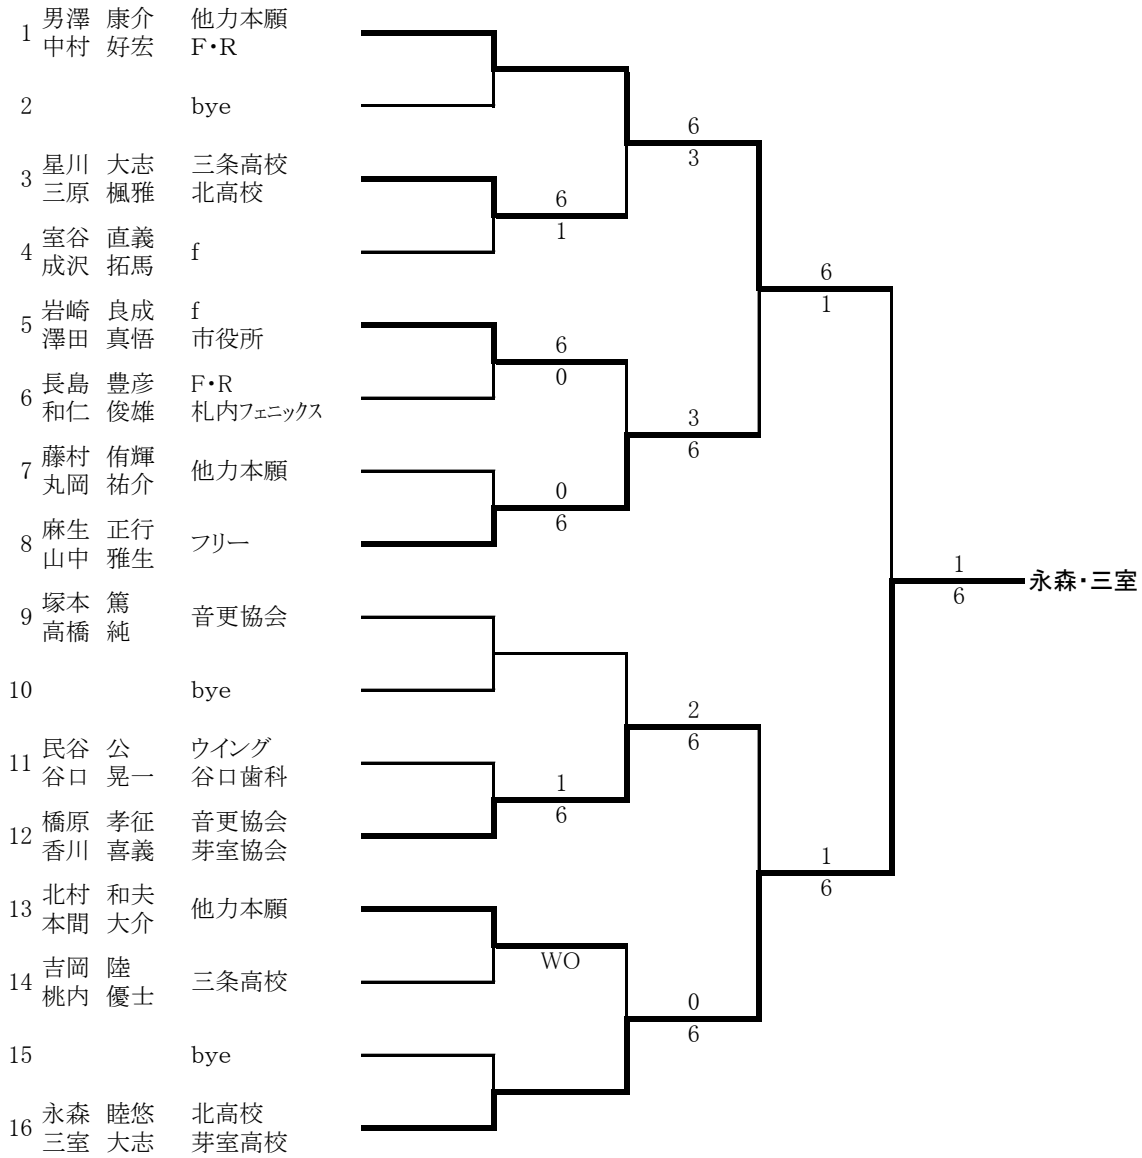 1 男澤 康介 他力本願
中村 好宏 F・R
2 bye
3 星川 大志 三条高校
三原 楓雅 北高校
4 室谷 直義 f
成沢 拓馬
5 岩崎 良成 f
澤田 真悟 市役所
6 長島 豊彦 F・R
和仁 俊雄 札内フェニックス
7 藤村 侑輝 他力本願
丸岡 祐介
8 麻生 正行 フリー
山中 雅生
9 塚本 篤 音更協会
高橋 純
10 bye
11 民谷 公 ウイング
谷口 晃一 谷口歯科
12 橋原 孝征 音更協会
香川 喜義 芽室協会
13 北村 和夫 他力本願
本間 大介
14 吉岡 陸 三条高校
桃内 優士
15 bye
16 永森 睦悠 北高校
三室 大志 芽室高校
6
1
6
0
0
6
1
6
WO
6
3
3
6
2
6
0
6
6
1
1
6
1
6
永森・三室